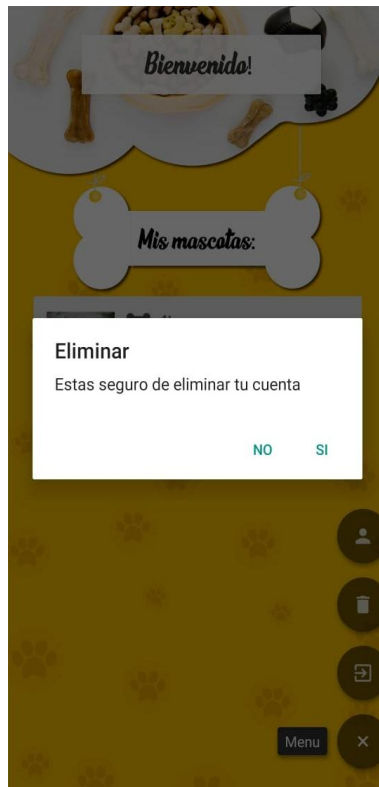 Bienvenido!
Mis mascotas:
Eliminar
Estas seguro de eliminar tu cuenta
NO SI
Menu